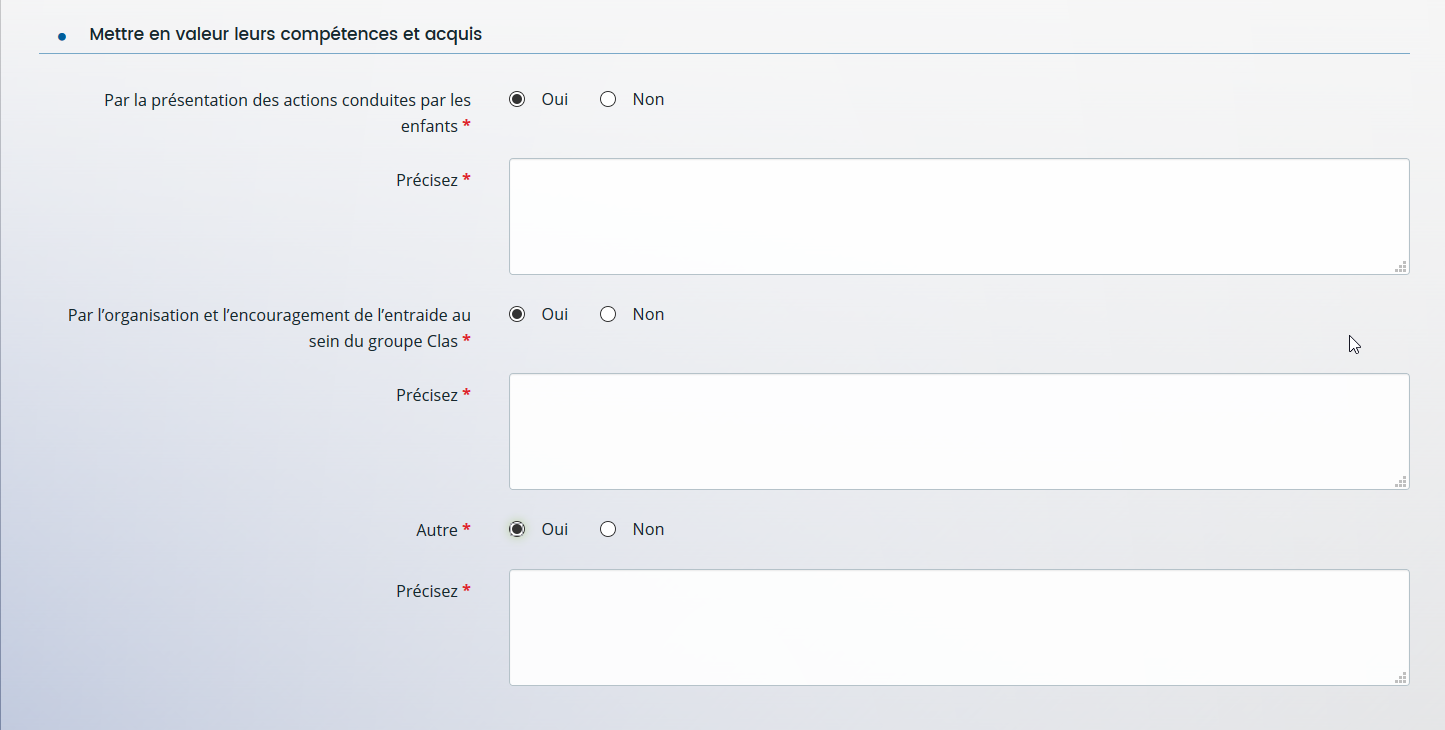 Mettre en valeur leurs compétences et acquis
Par la présentation des actions conduites par les
enfants *
Oui Non
Précisez *
Par l’organisation et l’encouragement de l’entraide au
sein du groupe Clas *
Oui Non
Précisez *
Autre *
Oui Non
Précisez *